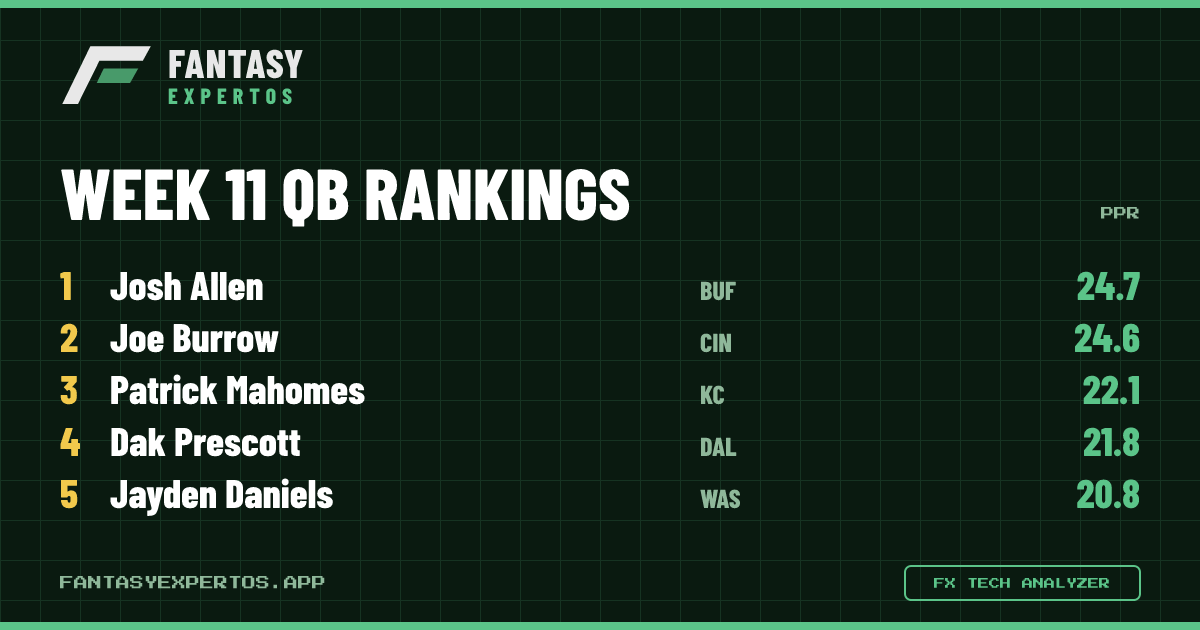 FANTASY
EXPERTOS
WEEK 11 QB RANKINGS
PPR
1 Josh Allen BUF 24.7
2 Joe Burrow CIN 24.6
3 Patrick Mahomes KC 22.1
4 Dak Prescott DAL 21.8
5 Jayden Daniels WAS 20.8
FANTASYEXPERTOS.APP
FX TECH ANALYZER